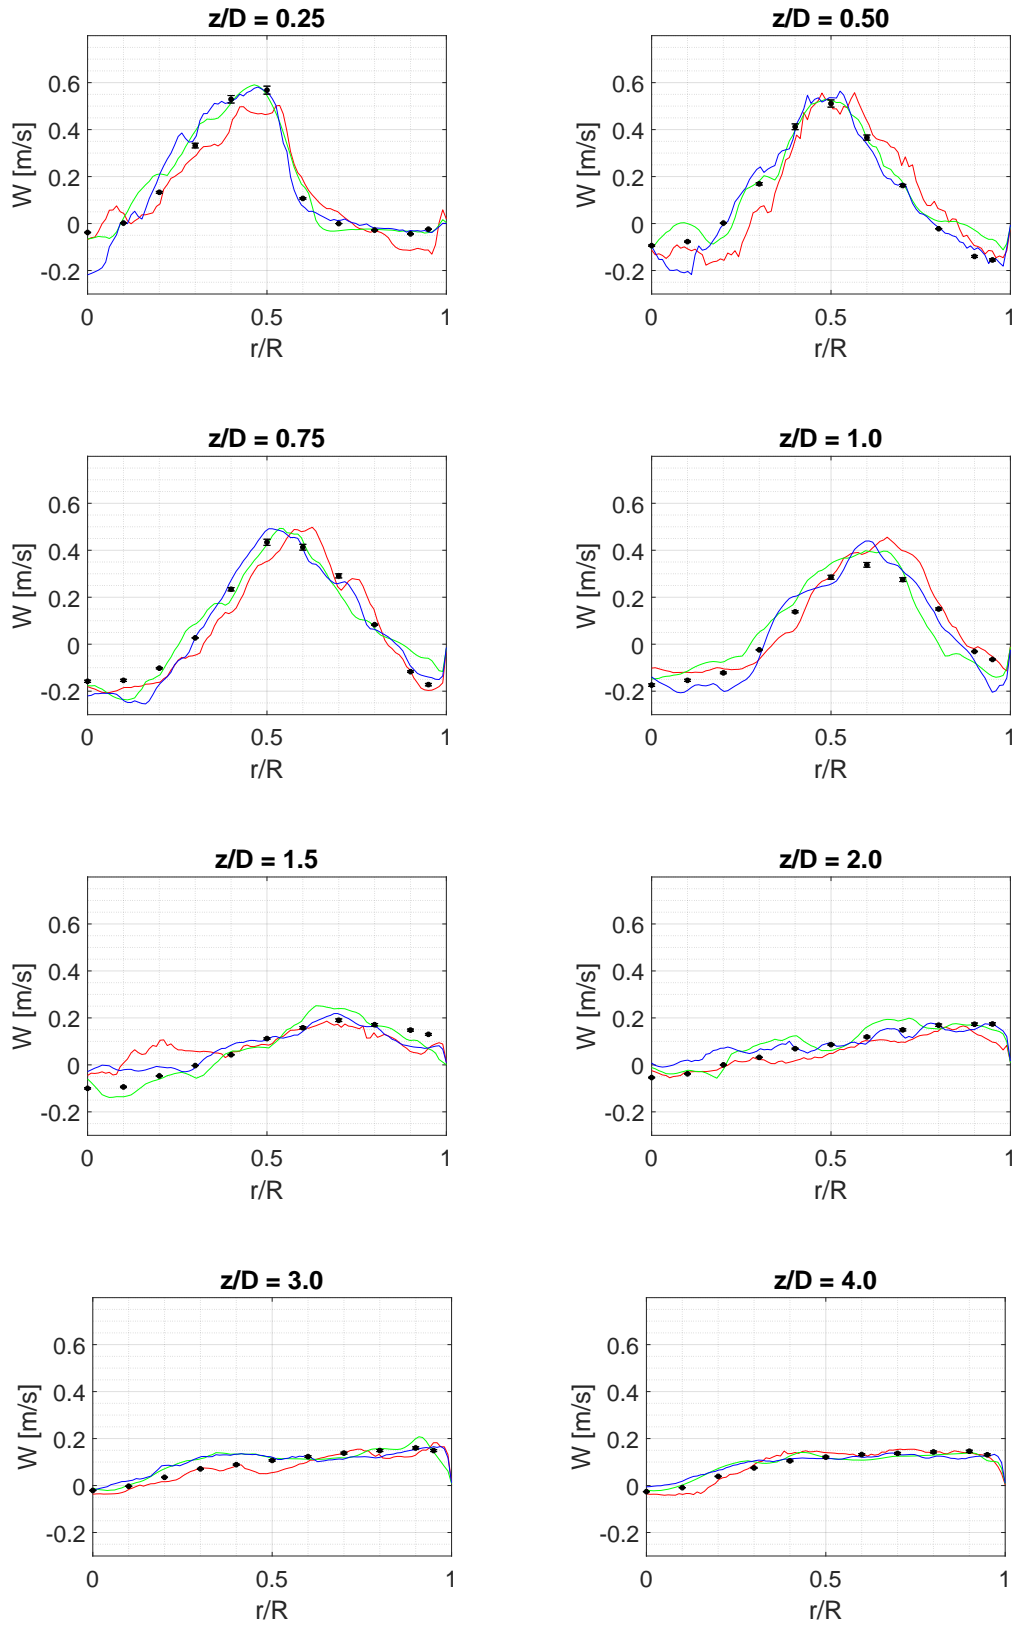 z/D = 0.25
0.6
0.4
0.2
0
-0.2
W [m/s]
0 0.5 1
r/R
z/D = 0.50
0.6
0.4
0.2
0
-0.2
W [m/s]
0 0.5 1
r/R
z/D = 0.75
0.6
0.4
0.2
0
-0.2
W [m/s]
0 0.5 1
r/R
z/D = 1.0
0.6
0.4
0.2
0
-0.2
W [m/s]
0 0.5 1
r/R
z/D = 1.5
0.6
0.4
0.2
0
-0.2
W [m/s]
0 0.5 1
r/R
z/D = 2.0
0.6
0.4
0.2
0
-0.2
W [m/s]
0 0.5 1
r/R
z/D = 3.0
0.6
0.4
0.2
0
-0.2
W [m/s]
0 0.5 1
r/R
z/D = 4.0
0.6
0.4
0.2
0
-0.2
W [m/s]
0 0.5 1
r/R